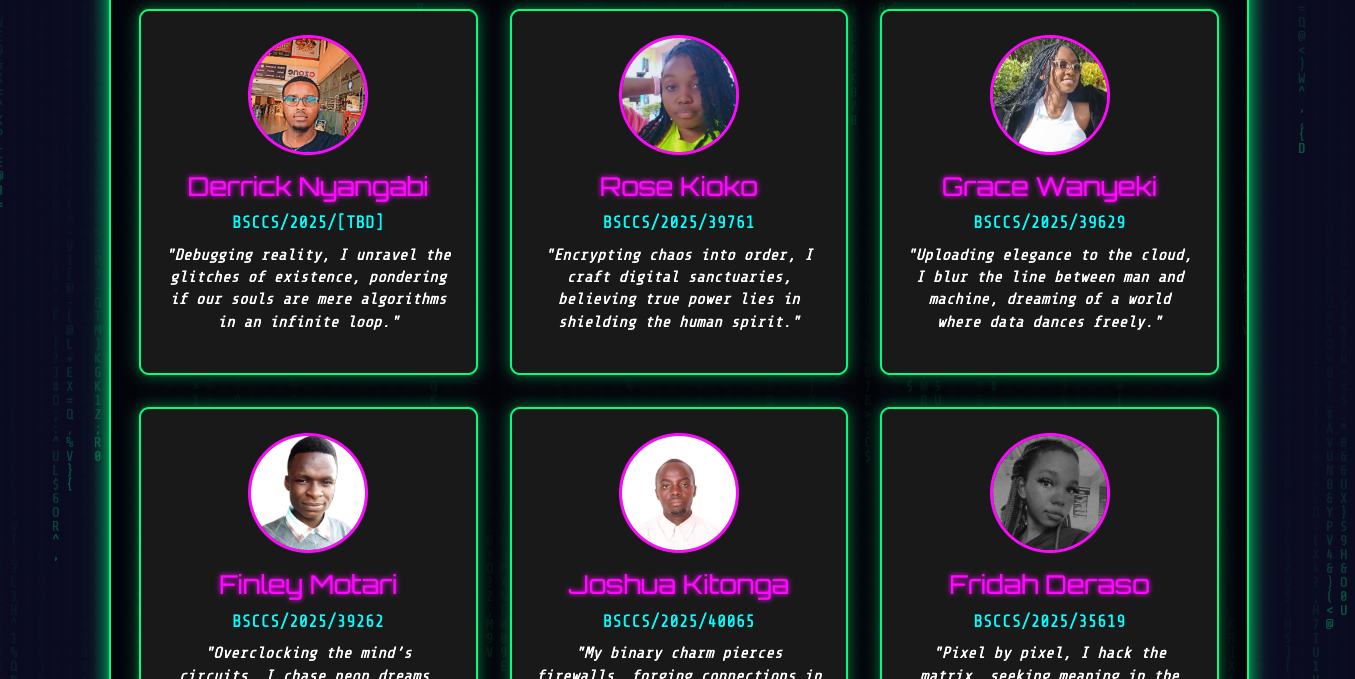 Derrick Nyangabi
BSCCS/2025/[TBD]
"Debugging reality, I unravel the
glitches of existence, pondering
if our souls are mere algorithms
in an infinite loop."
Rose Kioko
BSCCS/2025/39761
"Encrypting chaos into order, I
craft digital sanctuaries,
believing true power lies in
shielding the human spirit."
Grace Wanyeki
BSCCS/2025/39629
"Uploading elegance to the cloud,
I blur the line between man and
machine, dreaming of a world
where data dances freely."
Finley Motari
BSCCS/2025/39262
"Overclocking the mind’s
circuits, I chase neon dreams
Joshua Kitonga
BSCCS/2025/40065
"My binary charm pierces
firewalls, forging connections in
Fridah Deraso
BSCCS/2025/35619
"Pixel by pixel, I hack the
matrix, seeking meaning in the